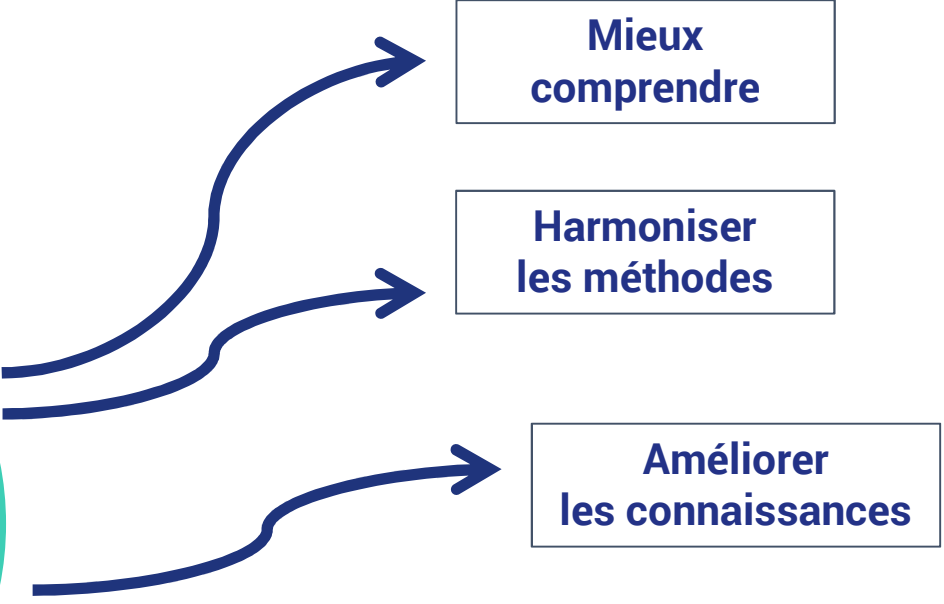 Mieux
comprendre
Harmoniser
les méthodes
Améliorer
les connaissances